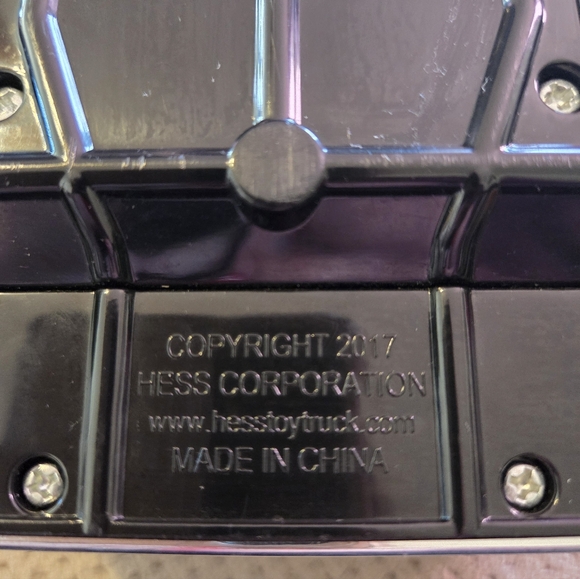 COPYRIGHT 2017
HESS CORPORATION
www.hesstoytruck.com
MADE IN CHINA